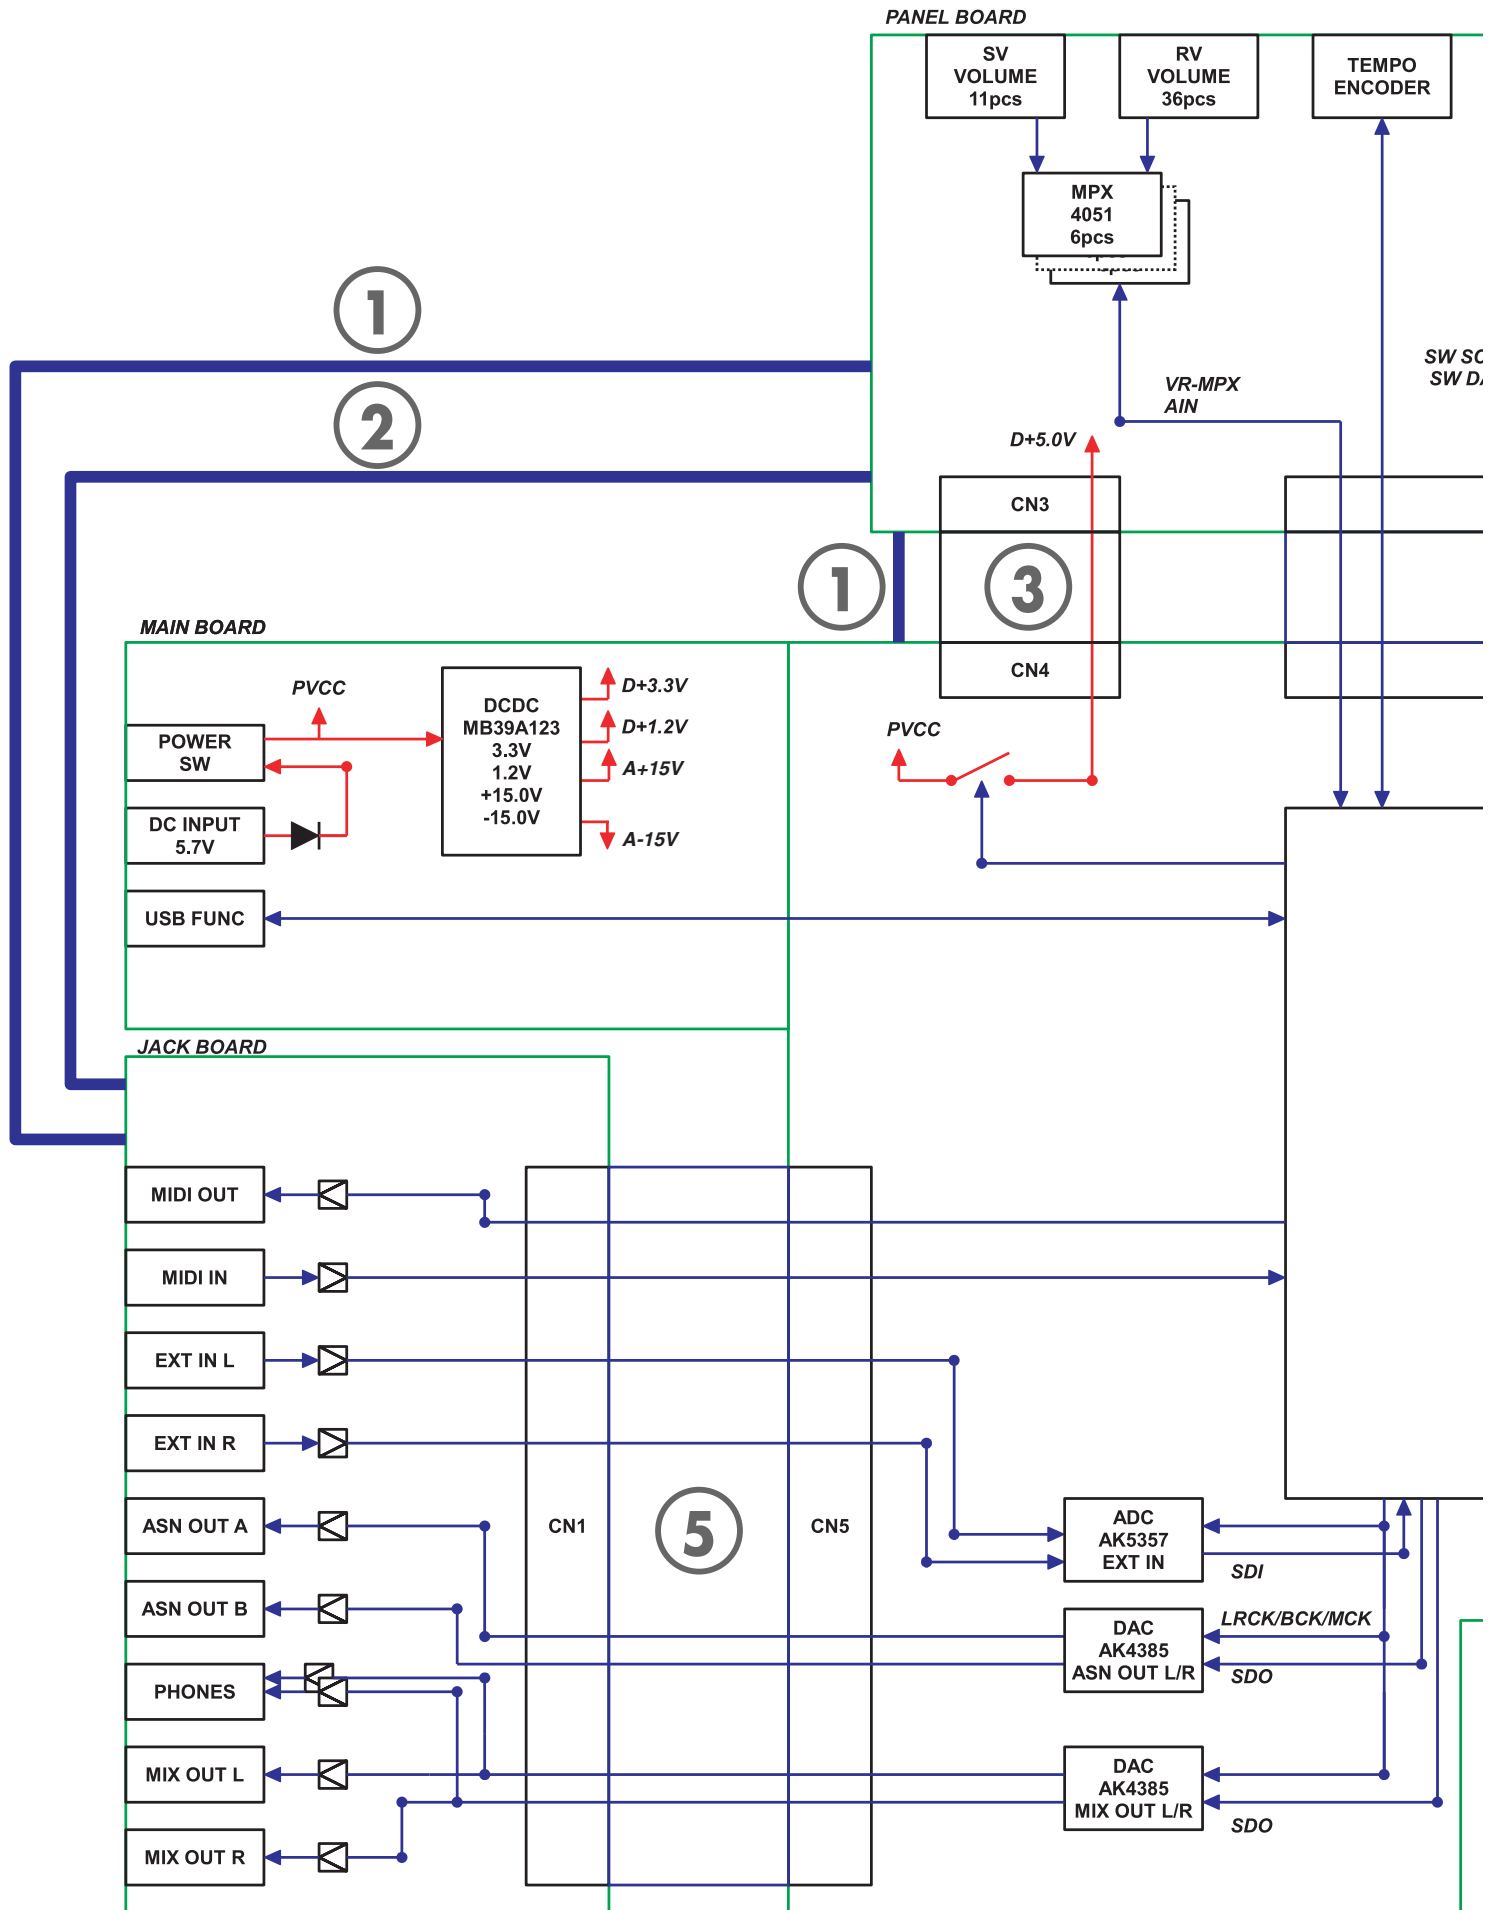 PANEL BOARD
SV
VOLUME
11pcs
RV
VOLUME
36pcs
TEMPO
ENCODER
MPX
4051
6pcs
1
2
VR-MPX
AIN
D+5.0V
CN3
1
3
CN4
MAIN BOARD
PVCC
POWER
SW
DC INPUT
5.7V
USB FUNC
DCDC
MB39A123
3.3V
1.2V
+15.0V
-15.0V
D+3.3V
D+1.2V
A+15V
A-15V
PVCC
JACK BOARD
MIDI OUT
MIDI IN
EXT IN L
EXT IN R
ASN OUT A
ASN OUT B
PHONES
MIX OUT L
MIX OUT R
CN1
5
CN5
ADC
AK5357
EXT IN
SDI
LRCK/BCK/MCK
DAC
AK4385
ASN OUT L/R
SDO
DAC
AK4385
MIX OUT L/R
SDO